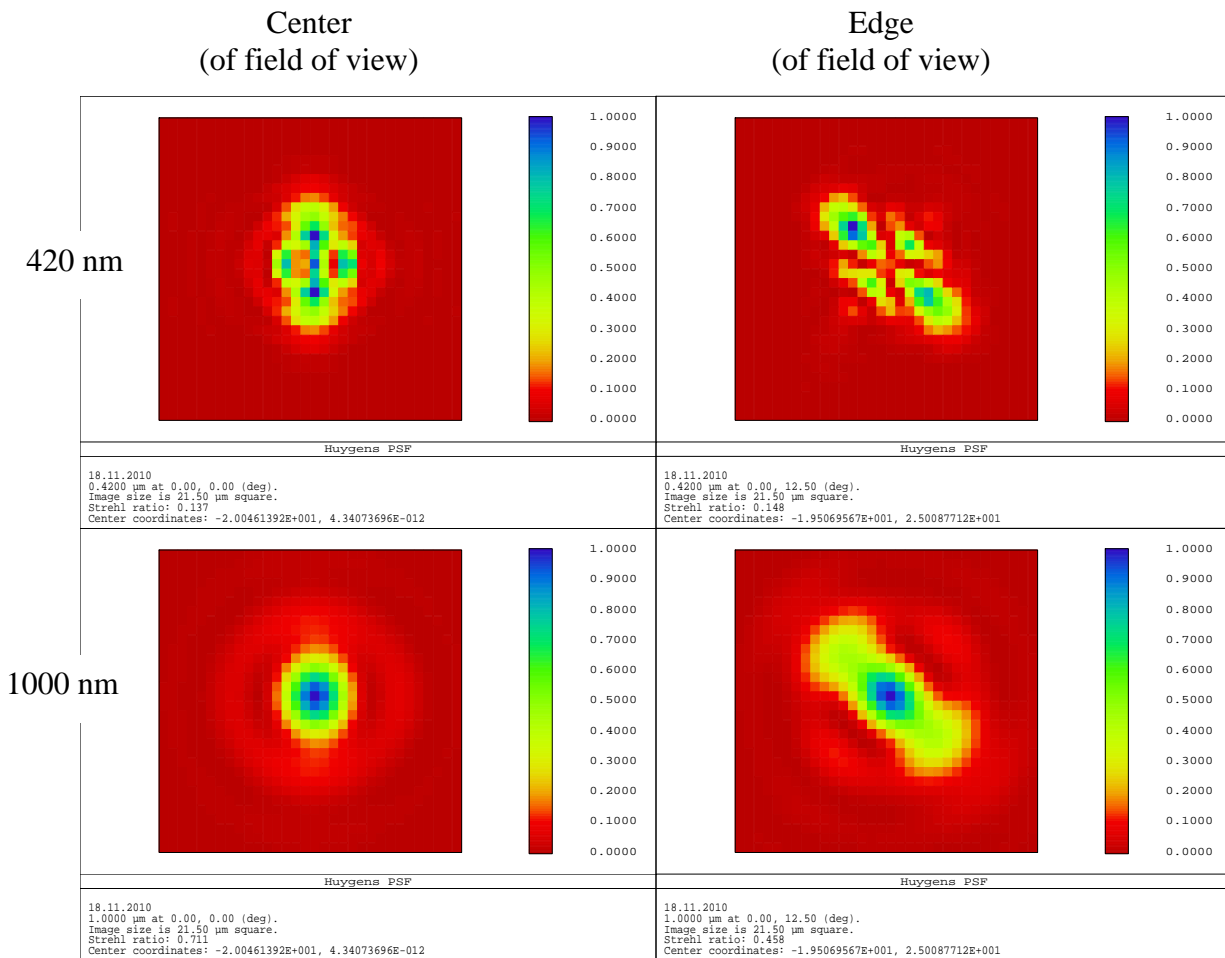 Center
(of field of view)
Edge
(of field of view)
420 nm
1.0000
0.9000
0.8000
0.7000
0.6000
0.5000
0.4000
0.3000
0.2000
0.1000
0.0000
Huygens PSF
18.11.2010
0.4200 µm at 0.00, 0.00 (deg).
Image size is 21.50 µm square.
Strehl ratio: 0.137
Center coordinates: -2.00461392E+001, 4.34073696E-012
1.0000
0.9000
0.8000
0.7000
0.6000
0.5000
0.4000
0.3000
0.2000
0.1000
0.0000
Huygens PSF
18.11.2010
0.4200 µm at 0.00, 12.50 (deg).
Image size is 21.50 µm square.
Strehl ratio: 0.148
Center coordinates: -1.95069567E+001, 2.50087712E+001
1000 nm
1.0000
0.9000
0.8000
0.7000
0.6000
0.5000
0.4000
0.3000
0.2000
0.1000
0.0000
Huygens PSF
18.11.2010
1.0000 µm at 0.00, 0.00 (deg).
Image size is 21.50 µm square.
Strehl ratio: 0.711
Center coordinates: -2.00461392E+001, 4.34073696E-012
1.0000
0.9000
0.8000
0.7000
0.6000
0.5000
0.4000
0.3000
0.2000
0.1000
0.0000
Huygens PSF
18.11.2010
1.0000 µm at 0.00, 12.50 (deg).
Image size is 21.50 µm square.
Strehl ratio: 0.458
Center coordinates: -1.95069567E+001, 2.50087712E+001